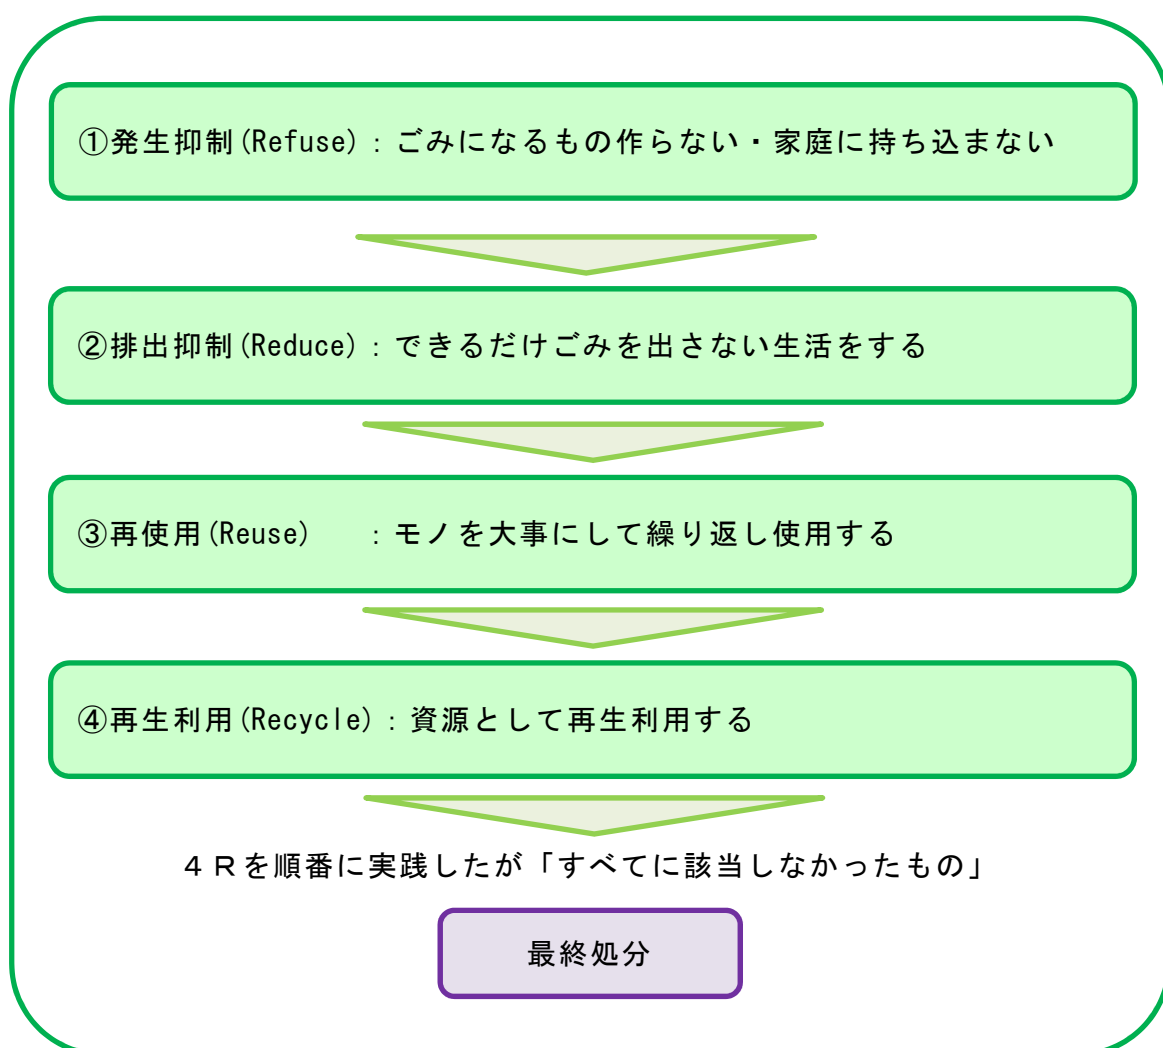 ①発生抑制(Refuse)：ごみになるもの作らない・家庭に持ち込まない
②排出抑制(Reduce)：できるだけごみを出さない生活をする
③再使用(Reuse)　：モノを大事にして繰り返し使用する
④再生利用(Recycle)：資源として再生利用する
４Ｒを順番に実践したが「すべてに該当しなかったもの」
最終処分